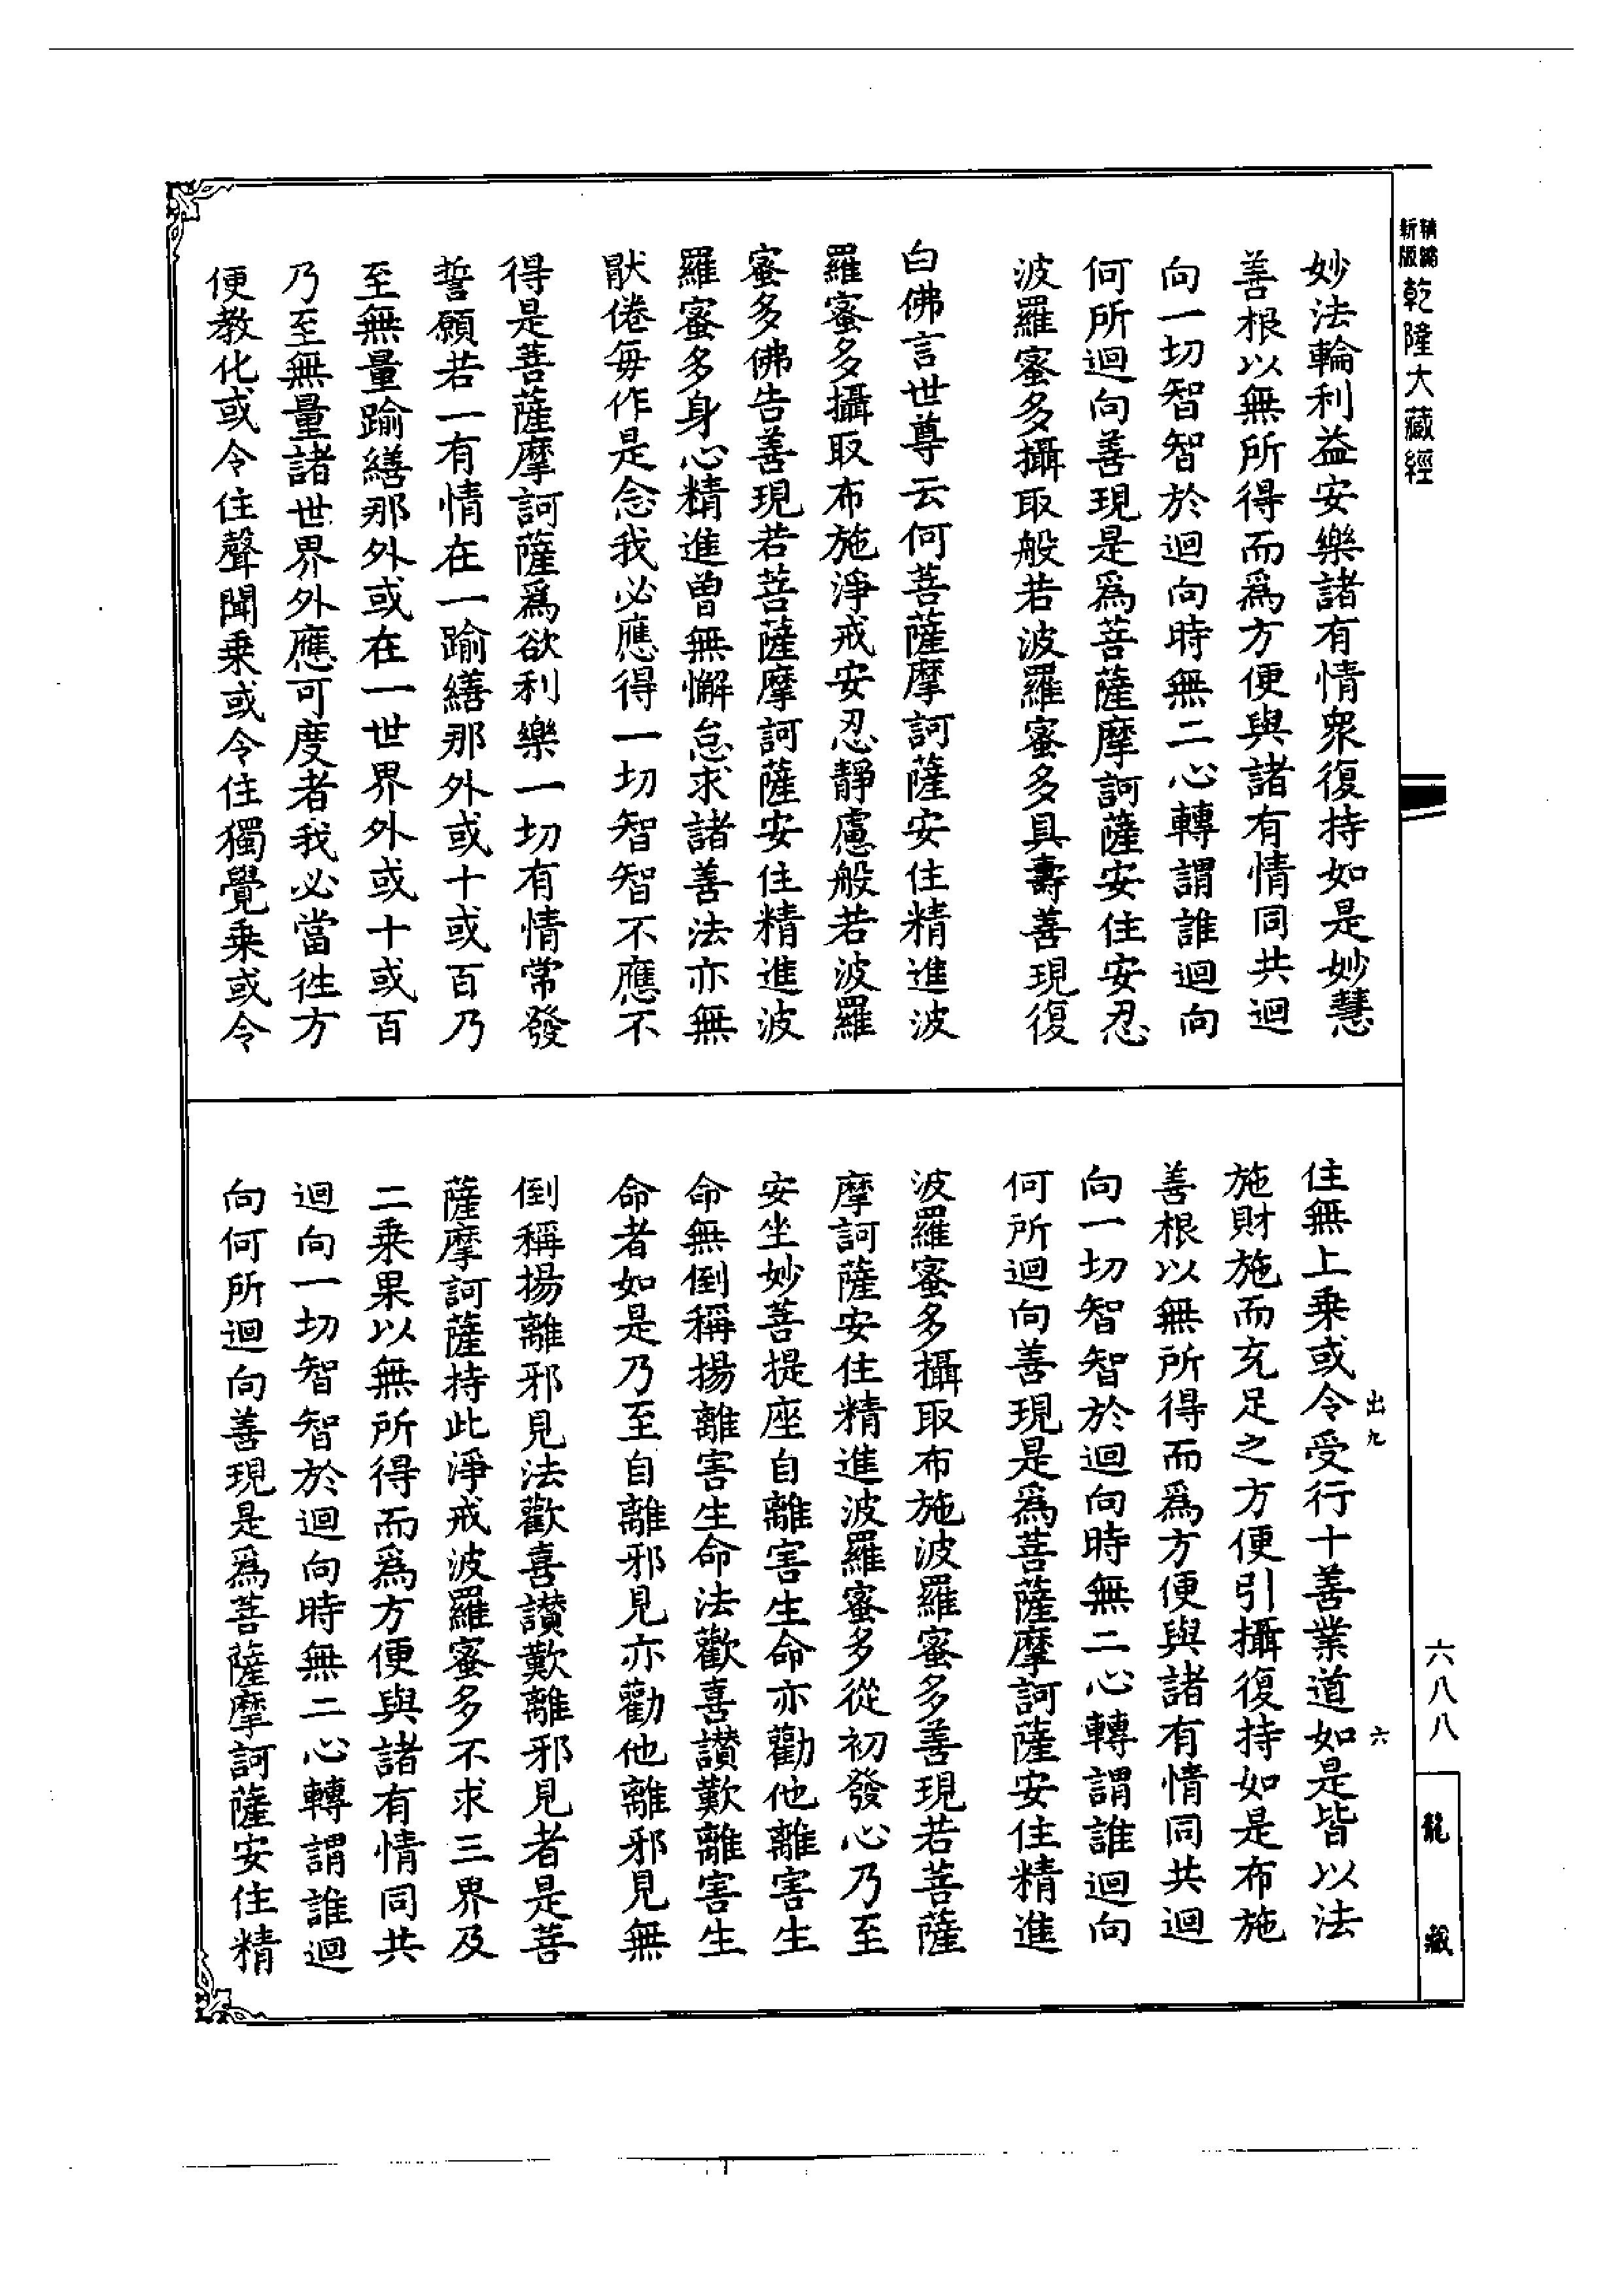 精縮新版乾隆大藏經
妙法輪利益安樂諸有情衆復持如是妙慧
善根以無所得而爲方便與諸有情同共迴
向一切智智於迴向時無二心轉謂誰迴向
何所迴向善現是爲菩薩摩訶薩安住安忍
波羅蜜多攝取般若波羅蜜多具壽善現復
白佛言世尊云何菩薩摩訶薩安住精進波
羅蜜多攝取布施淨戒安忍靜慮般若波羅
蜜多佛告善現若菩薩摩訶薩安住精進波
羅蜜多身心精進曾無懈怠求諸善法亦無
猒倦每作是念我必應得一切智智不應不
得是菩薩摩訶薩爲欲利樂一切有情常發
誓願若一有情在一踰繕那外或十或百乃
至無量踰繕那外或在一世界外或十或百
乃至無量諸世界外應可度者我必當徃方
便教化或令住聲聞乗或令住獨覺乗或令
住無上乗或令受行十善業道如是皆以法
施財施而充足之方便引攝復持如是布施
善根以無所得而爲方便與諸有情同共迴
向一切智智於迴向時無二心轉謂誰迴向
何所迴向善現是爲菩薩摩訶薩安住精進
波羅蜜多攝取布施波羅蜜多善現若菩薩
摩訶薩安住精進波羅蜜多從初發心乃至
安坐妙菩提座自離害生命亦勸他離害生
命無倒稱揚離害生命法歡喜讃歎離害生
命者如是乃至自離邪見亦勸他離邪見無
倒稱揚離邪見法歡喜讃歎離邪見者是菩
薩摩訶薩持此淨戒波羅蜜多不求三界及
二乗果以無所得而爲方便與諸有情同共
迴向一切智智於迴向時無二心轉謂誰迴
向何所迴向善現是爲菩薩摩訶薩安住精
出九
六
六八八
龍藏